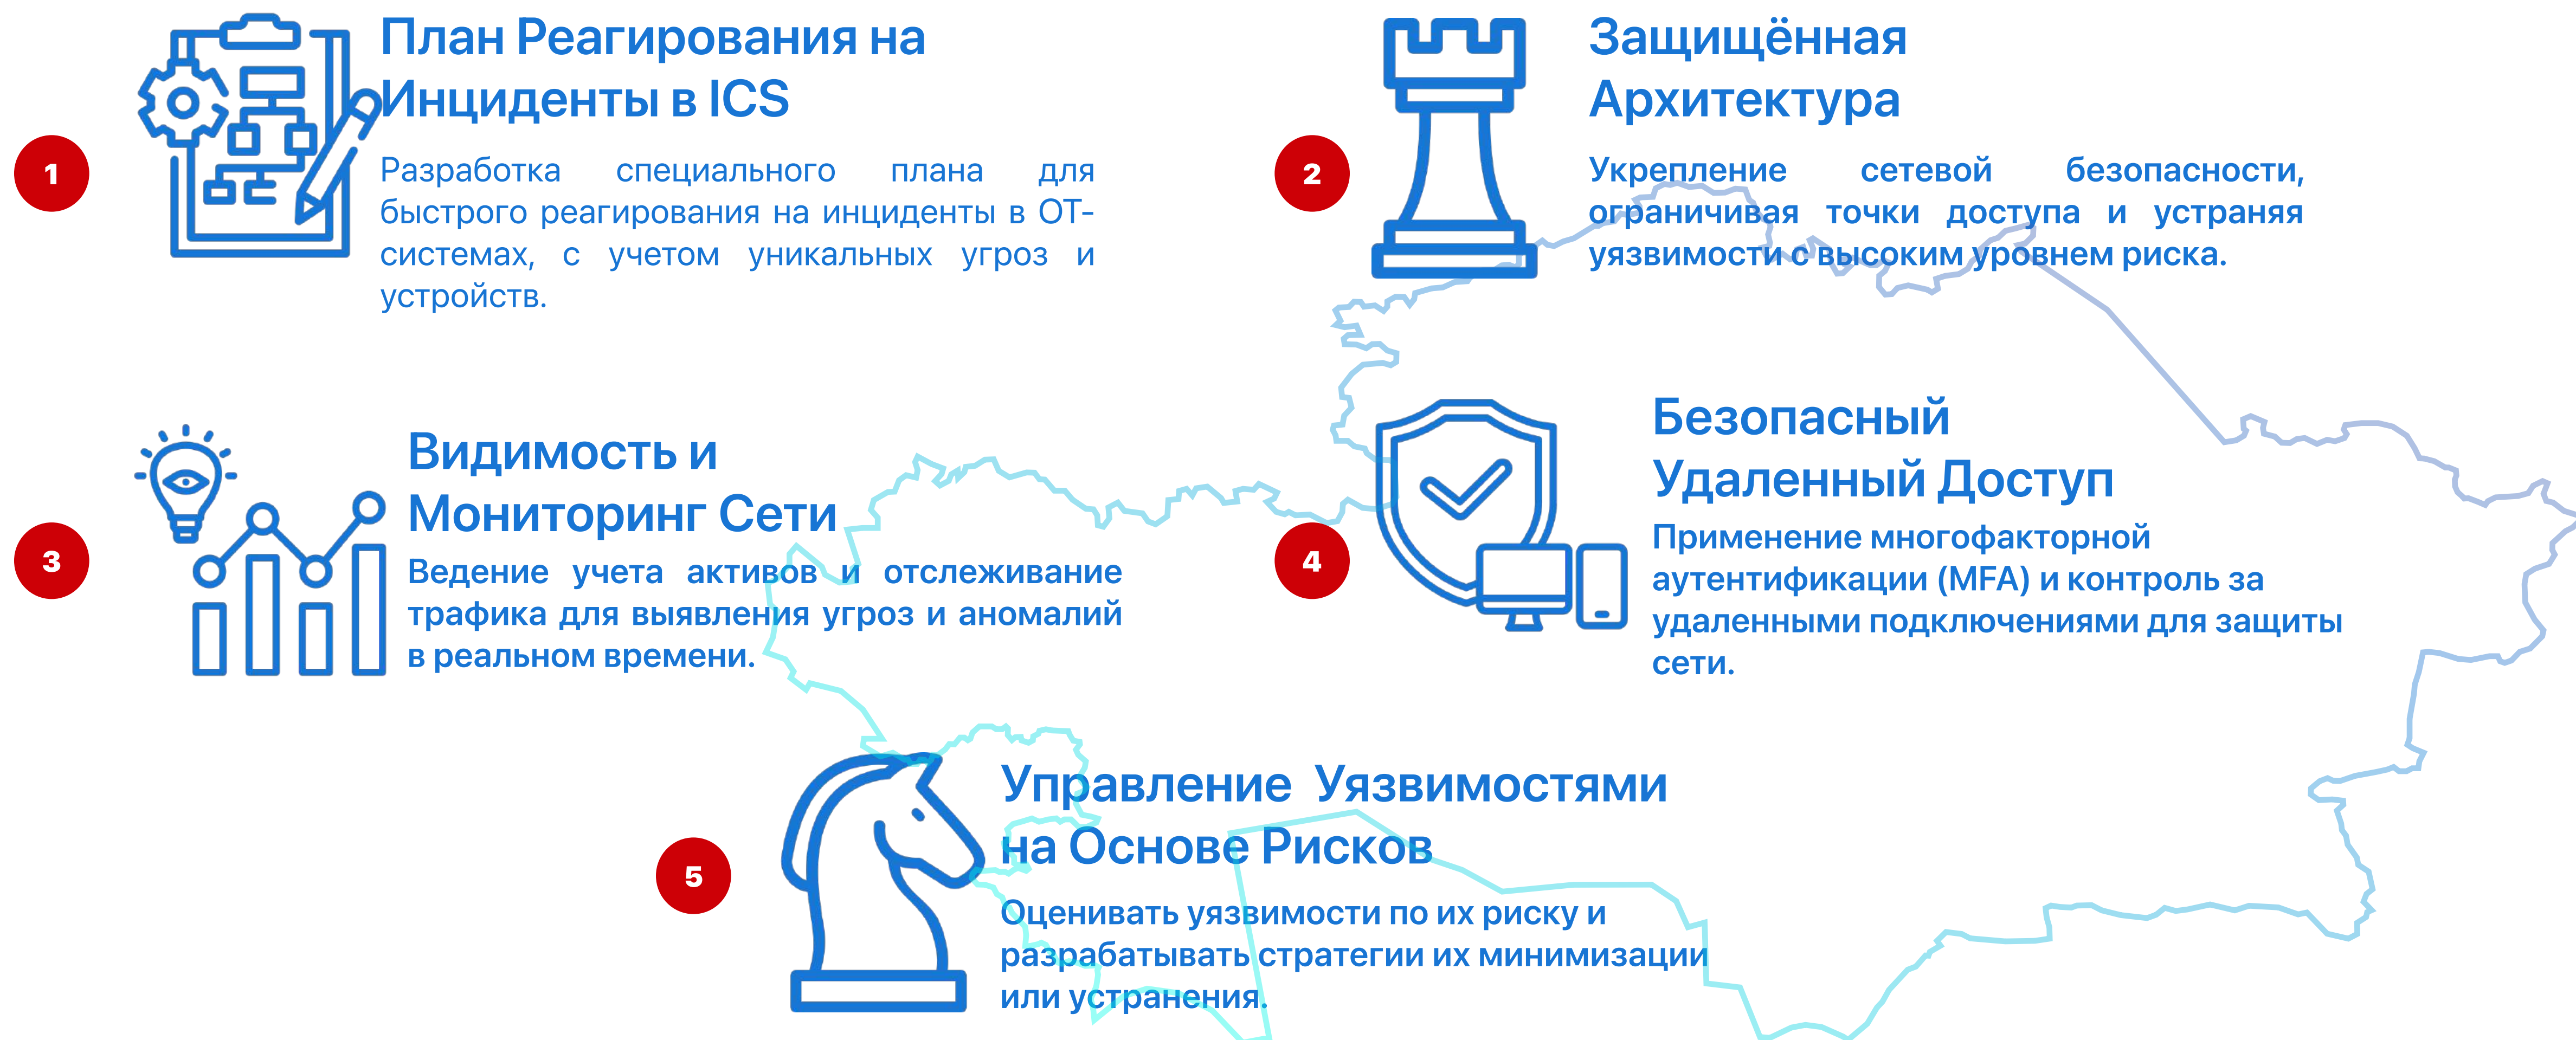 1
План Реагирования на
Инциденты в ICS
Разработка специального плана для
быстрого реагирования на инциденты в ОТ-
системах, с учетом уникальных угроз и
устройств.
2
Защищённая
Архитектура
Укрепление сетевой безопасности,
ограничивая точки доступа и устраняя
уязвимости с высоким уровнем риска.
3
Видимость и
Мониторинг Сети
Ведение учета активов и отслеживание
трафика для выявления угроз и аномалий
в реальном времени.
4
Безопасный
Удаленный Доступ
Применение многофакторной
аутентификации (MFA) и контроль за
удаленными подключениями для защиты
сети.
5
Управление Уязвимостями
на Основе Рисков
Оценивать уязвимости по их риску и
разрабатывать стратегии их минимизации
или устранения.